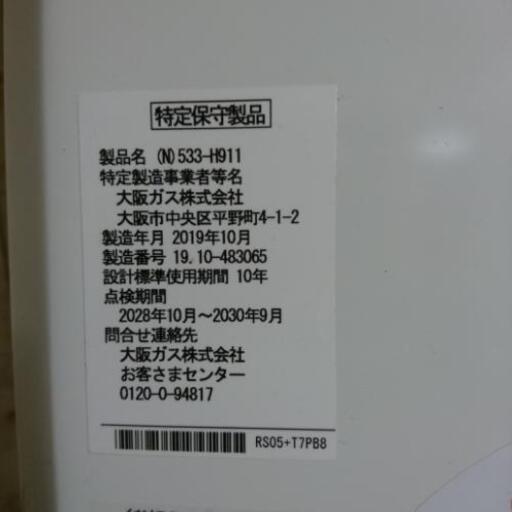 特定保守製品
製品名 (N)533-H911
特定製造事業者等名
大阪ガス株式会社
大阪市中央区平野町4-1-2
製造年月 2019年10月
製造番号 19.10-483065
設計標準使用期間 10年
点検期間
2028年10月～2030年9月
問合せ連絡先
大阪ガス株式会社
お客さまセンター
0120-0-94817
RS05+T7PB8